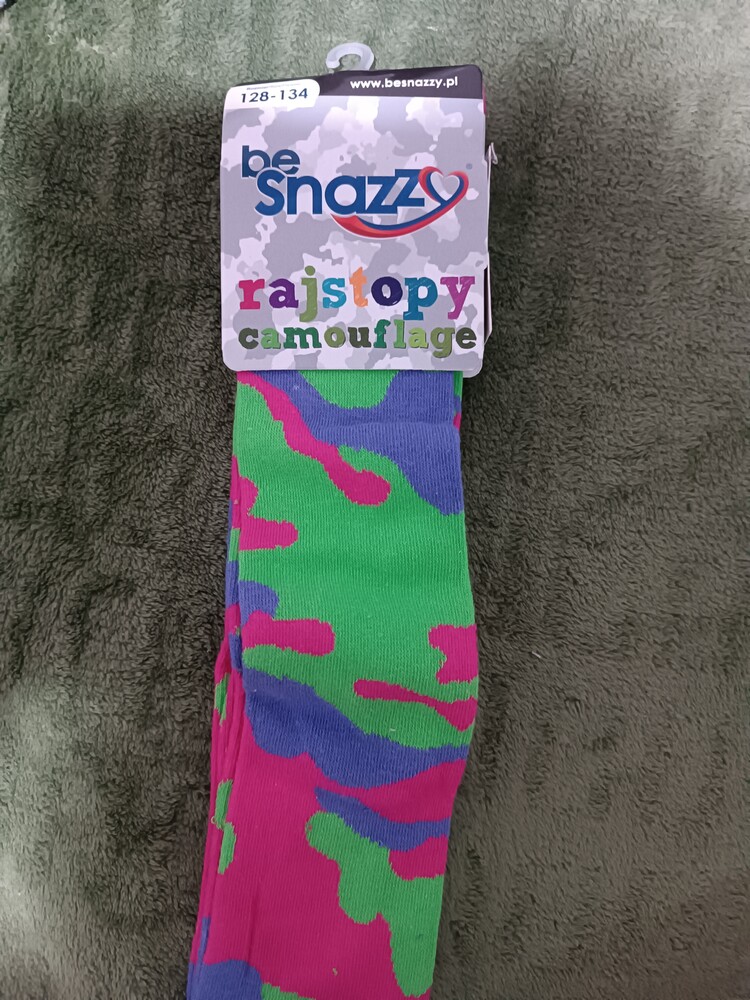 www.besnazzy.pl
128-134
be
Snazzy
rajstopy
camouflage